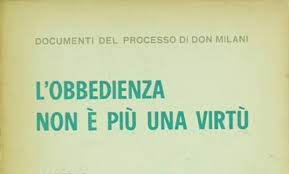 DOCUMENTI DEL PROCESSO DI DON MILANI
L'OBBEDIENZA
NON È PIÙ UNA VIRTÙ